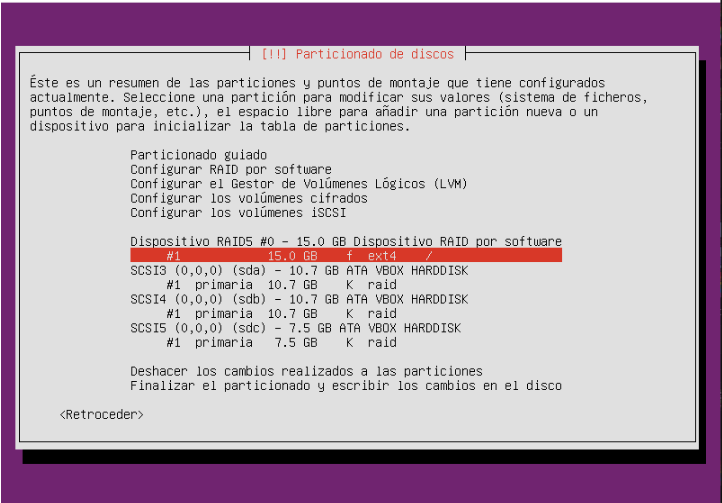 [!!] Particionado de discos
Éste es un resumen de las particiones y puntos de montaje que tiene configurados
actualmente. Seleccione una partición para modificar sus valores (sistema de ficheros,
puntos de montaje, etc.), el espacio libre para añadir una partición nueva o un
dispositivo para inicializar la tabla de particiones.
Particionado guiado
Configurar RAID por software
Configurar el Gestor de Volúmenes Lógicos (LVM)
Configurar los volúmenes cifrados
Configurar los volúmenes iSCSI
Dispositivo RAID5 #0 - 15.0 GB Dispositivo RAID por software
#1 15.0 GB f ext4 /
SCSI3 (0,0,0) (sda) - 10.7 GB ATA VBOX HARDDISK
#1 primaria 10.7 GB K raid
SCSI4 (0,0,0) (sdb) - 10.7 GB ATA VBOX HARDDISK
#1 primaria 10.7 GB K raid
SCSI5 (0,0,0) (sdc) - 7.5 GB ATA VBOX HARDDISK
#1 primaria 7.5 GB K raid
Deshacer los cambios realizados a las particiones
Finalizar el particionado y escribir los cambios en el disco
<Retroceder>